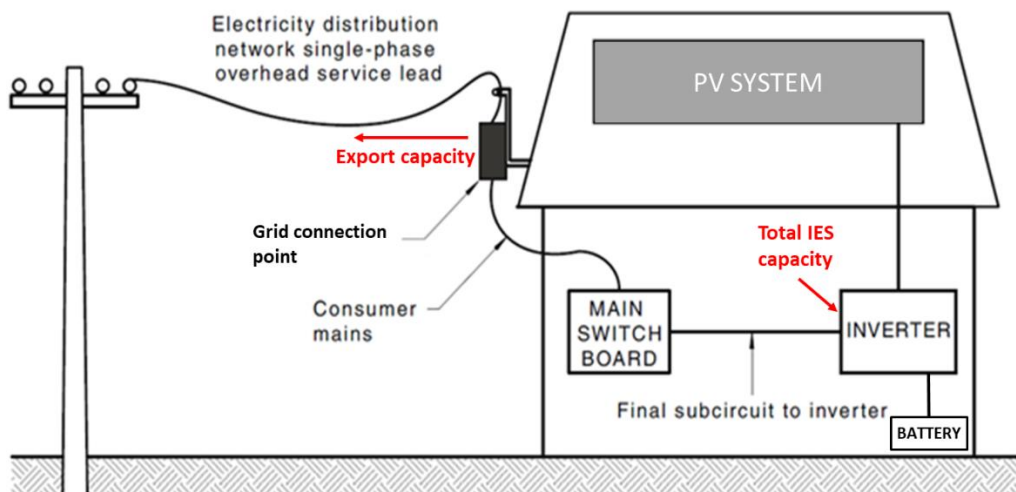 Electricity distribution
network single-phase
overhead service lead
PV SYSTEM
Export capacity
Grid connection
point
Total IES
capacity
Consumer
mains
MAIN
SWITCH
BOARD
INVERTER
Final subcircuit to inverter
BATTERY